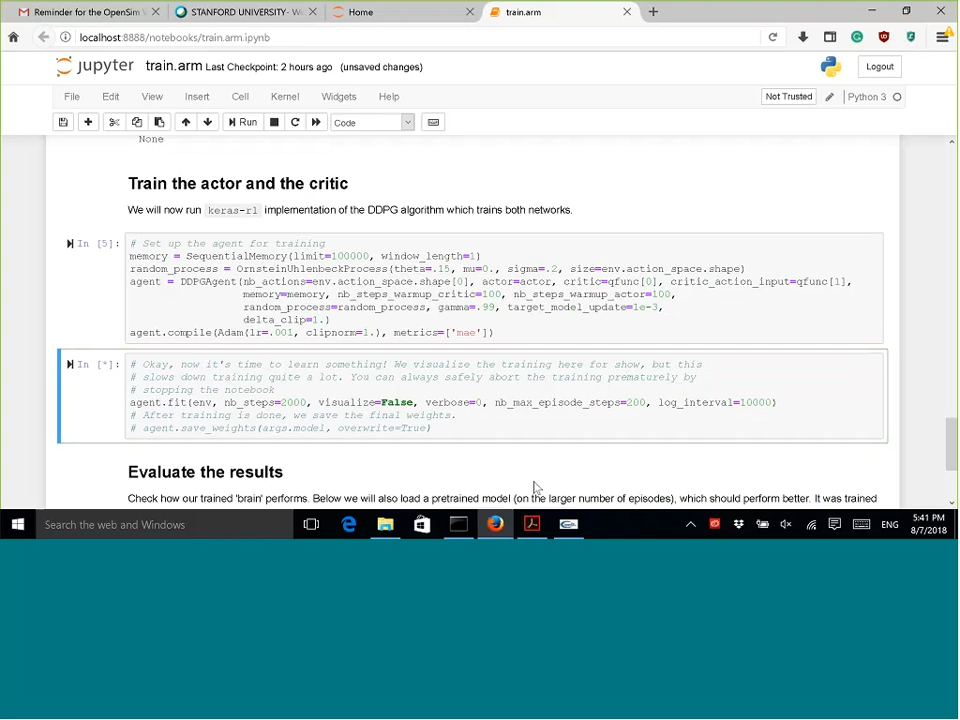 Reminder for the OpenSim W
STANFORD UNIVERSITY- We
Home
train.arm
localhost:8888/notebooks/train.arm.ipynb
jupyter train.arm Last Checkpoint: 2 hours ago (unsaved changes)
Logout
File Edit View Insert Cell Kernel Widgets Help
Not Trusted
Python 3
Run
Code
None
Train the actor and the critic
We will now run keras-rl implementation of the DDPG algorithm which trains both networks.
In [5]:
# Set up the agent for training
memory = SequentialMemory(limit=100000, window_length=1)
random_process = OrnsteinUhlenbeckProcess(theta=.15, mu=0., sigma=.2, size=env.action_space.shape)
agent = DDPGAgent(nb_actions=env.action_space.shape[0], actor=actor, critic=qfunc[0], critic_action_input=qfunc[1],
memory=memory, nb_steps_warmup_critic=100, nb_steps_warmup_actor=100,
random_process=random_process, gamma=.99, target_model_update=1e-3,
delta_clip=1.)
agent.compile(Adam(lr=.001, clipnorm=1.), metrics=['mae'])
In [*]:
# Okay, now it's time to learn something! We visualize the training here for show, but this
# slows down training quite a lot. You can always safely abort the training prematurely by
# stopping the notebook
agent.fit(env, nb_steps=2000, visualize=False, verbose=0, nb_max_episode_steps=200, log_interval=10000)
# After training is done, we save the final weights.
# agent.save_weights(args.model, overwrite=True)
Evaluate the results
Check how our trained 'brain' performs. Below we will also load a pretrained model (on the larger number of episodes), which should perform better. It was trained
Search the web and Windows
ENG
5:41 PM
8/7/2018